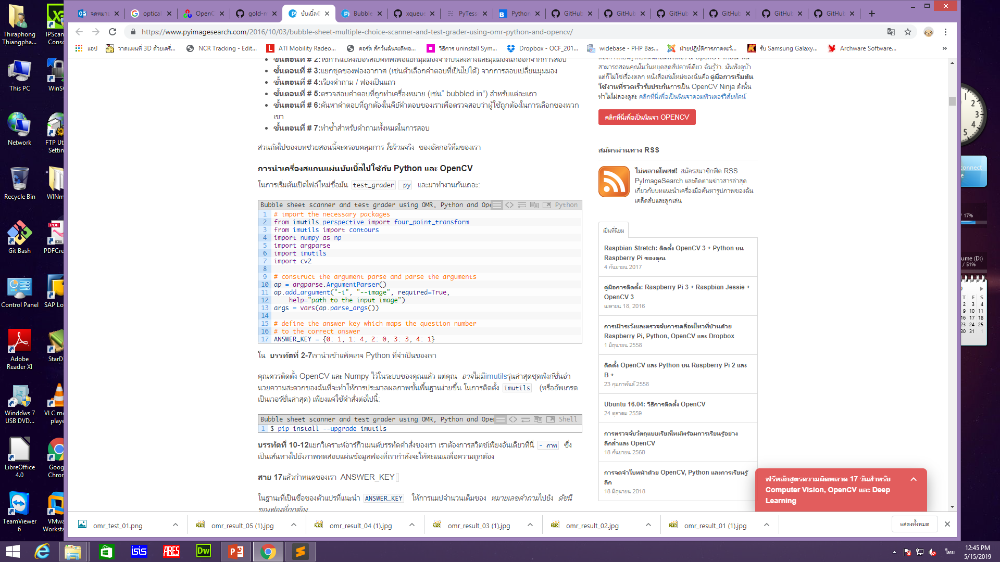 Thiraphong Thiangpha...
This PC
Network
Recycle Bin
Git Bash
Control Panel
Adobe Reader XI
Windows 7 USB DVD...
LibreOffice 4.0
TeamViewer 6
IPScan
Conso
WinSC
FTP Ut
Settin
WINm
PDFCre
SAP Lo
StarD
VLC me
playe
Goog
Chron
VMwa
Worksta
optical
OpenC
gold-m
Bubble
xqueue
PyTess
Python
GitHub
GitHub
GitHub
GitHub
GitHub
GitHub
https://www.pyimagesearch.com/2016/10/03/bubble-sheet-multiple-choice-scanner-and-test-grader-using-omr-python-and-opencv/
แอป
วาดแผนที่ 3D ด้วยเครื่...
NCR Tracking - Edit...
ATI Mobility Radeo...
คอร์ด สักวันฉันจะดีพอ...
วิธีการ uninstall Sym...
Dropbox - OCF_201...
widebase - PHP Bas...
ฝ่ายปฏิบัติการภาคตะวั...
รับ Samsung Galaxy...
Archware Software...
ขั้นตอนที่ # 3:แยกชุดของฟองอากาศ (เช่นตัวเลือกคำตอบที่เป็นไปได้) จากการสอบเปลี่ยนมุมมอง
ขั้นตอนที่ # 4:เรียงคำถาม / ฟองเป็นแถว
ขั้นตอนที่ # 5:ตรวจสอบคำตอบที่ถูกทำเครื่องหมาย (เช่น“ bubbled in”) สำหรับแต่ละแถว
ขั้นตอนที่ # 6:ค้นหาคำตอบที่ถูกต้องในคีย์คำตอบของเราเพื่อตรวจสอบว่าผู้ใช้ถูกต้องในการเลือกของพวก
เขา
ขั้นตอนที่ # 7:ทำซ้ำสำหรับคำถามทั้งหมดในการสอบ
ส่วนถัดไปของบทช่วยสอนนี้จะครอบคลุมการ ใช้งานจริง ของอัลกอริทึมของเรา
การนำเครื่องสแกนแผ่นบับเบิ้ลไปใช้กับ Python และ OpenCV
ในการเริ่มต้นเปิดไฟล์ใหม่ชื่อมัน test_grader py และมาทำงานกันเถอะ:
Bubble sheet scanner and test grader using OMR, Python and Ope
Python
1 # import the necessary packages
2 from imutils.perspective import four_point_transform
3 from imutils import contours
4 import numpy as np
5 import argparse
6 import imutils
7 import cv2
8
9 # construct the argument parse and parse the arguments
10 ap = argparse.ArgumentParser()
11 ap.add_argument("-i", "--image", required=True,
12 help="path to the input image")
13 args = vars(ap.parse_args())
14
15 # define the answer key which maps the question number
16 # to the correct answer
17 ANSWER_KEY = {0: 1, 1: 4, 2: 0, 3: 3, 4: 1}
ใน บรรทัดที่ 2-7เรานำเข้าแพ็คเกจ Python ที่จำเป็นของเรา
คุณควรติดตั้ง OpenCV และ Numpy ไว้ในระบบของคุณแล้ว แต่คุณ อาจไม่มีimutilsรุ่นล่าสุดชุดฟังก์ชั่นอำ
นวยความสะดวกของฉันที่จะทำให้การประมวลผลภาพขั้นพื้นฐานง่ายขึ้น ในการติดตั้ง imutils (หรืออัพเกรด
เป็นเวอร์ชั่นล่าสุด) เพียงแค่ใช้คำสั่งต่อไปนี้:
Bubble sheet scanner and test grader using OMR, Python and Oper
Shell
1 $ pip install --upgrade imutils
บรรทัดที่ 10-12แยกวิเคราะห์อาร์กิวเมนต์บรรทัดคำสั่งของเรา เราต้องการสวิตช์เพียงอันเดียวที่นี่ - ภาพ ซึ่ง
เป็นเส้นทางไปยังภาพทดสอบแผ่นข้อมูลฟองที่เรากำลังจะให้คะแนนเพื่อความถูกต้อง
สาย 17แล้วกำหนดของเรา ANSWER_KEY
ในฐานะที่เป็นชื่อของตัวแปรที่แนะนำ ANSWER_KEY ให้การแมปจำนวนเต็มของ หมายเลขคำถามไปยัง ดัชนี
ของฟองที่ถูกต้อง
สามารถสอนคุณในวันหยุดสุดสัปดาห์เดียว ฉันรู้ว่า. มันฟังดูบ้า
แต่ก็ไม่ใช่เรื่องตลก หนังสือเล่มใหม่ของฉันคือ คู่มือการเริ่มต้น
ใช้งานที่รวดเร็วรับประกันการเป็น OpenCV Ninja ดังนั้น
ทำไมไม่ลองดูล่ะ คลิกที่นี่เพื่อเป็นนินจาคอมพิวเตอร์วิสัยทัศน์
คลิกที่นี่เพื่อเป็นนินจา OPENCV
สมัครผ่านทาง RSS
ไม่พลาดโพสต์! สมัครสมาชิกฟีด RSS
PyImageSearch และติดตามข่าวสารล่าสุด
เกี่ยวกับบทแนะนำเครื่องมือค้นหารูปภาพของฉัน
เคล็ดลับและลูกเล่น
เป็นที่นิยม
Raspbian Stretch: ติดตั้ง OpenCV 3 + Python บน
Raspberry Pi ของคุณ
4 กันยายน 2017
คู่มือการติดตั้ง: Raspberry Pi 3 + Raspbian Jessie +
OpenCV 3
เมษายน 18, 2016
การเฝ้าระวังและตรวจจับการเคลื่อนไหวที่บ้านด้วย
Raspberry Pi, Python, OpenCV และ Dropbox
1 มิถุนายน 2558
ติดตั้ง OpenCV และ Python บน Raspberry Pi 2 และ
B +
23 กุมภาพันธ์ 2558
Ubuntu 16.04: วิธีการติดตั้ง OpenCV
24 ตุลาคม 2559
การตรวจจับวัตถุแบบเรียลไทม์พร้อมการเรียนรู้อย่าง
ลึกล้ำและ OpenCV
18 กันยายน 2560
การจดจำใบหน้าด้วย OpenCV, Python และการเรียนรู้
ลึก
18 มิถุนายน 2018
ฟรีหลักสูตรความผิดพลาด 17 วันสำหรับ
Computer Vision, OpenCV และ Deep
Learning
omr_test_01.png
omr_result_05 (1).jpg
omr_result_04 (1).jpg
omr_result_03 (1).jpg
omr_result_02.jpg
omr_result_01 (1).jpg
แสดงทั้งหมด
onnect
/ 17%
ume (D:)
/ 51%
T F S
2 3 4
9 10 11
16 17 18
23 24 25
30 31 1
isis
ARES
Dw
ไทย
12:45 PM
5/15/2019